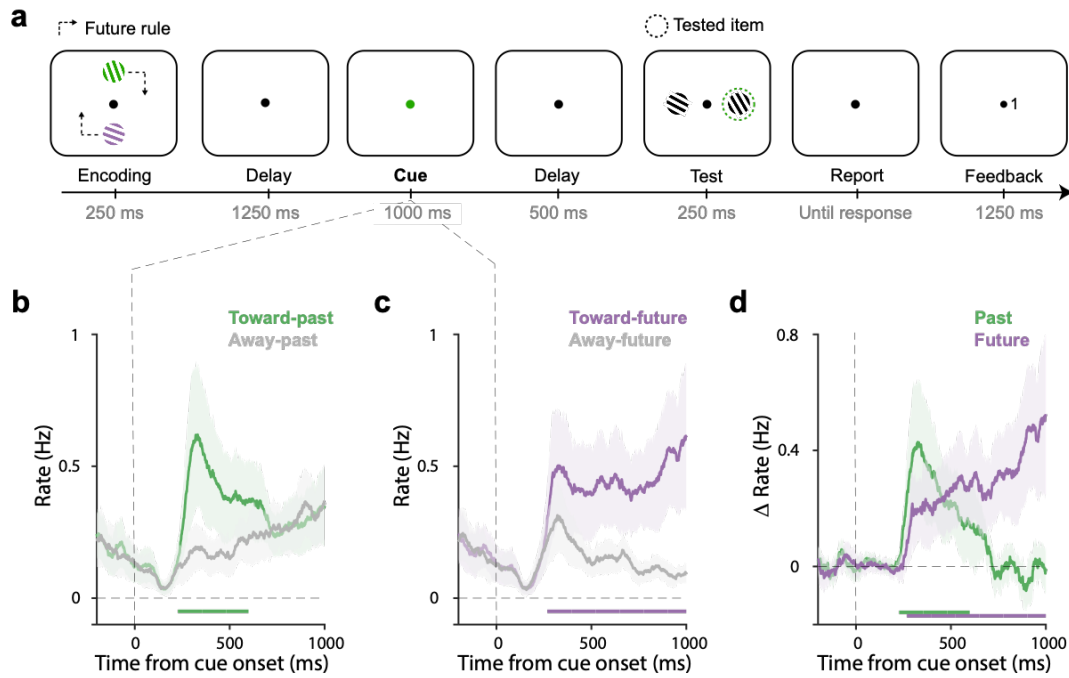 a
Future rule
Tested item
1
Encoding
Delay
Cue
Delay
Test
Report
Feedback
250 ms
1250 ms
1000 ms
500 ms
250 ms
Until response
1250 ms
b
Toward-past
Away-past
1
0.5
0
Rate (Hz)
0
500
1000
Time from cue onset (ms)
c
Toward-future
Away-future
1
0.5
0
Rate (Hz)
0
500
1000
Time from cue onset (ms)
d
Past
Future
0.8
0.4
0
Δ Rate (Hz)
0
500
1000
Time from cue onset (ms)